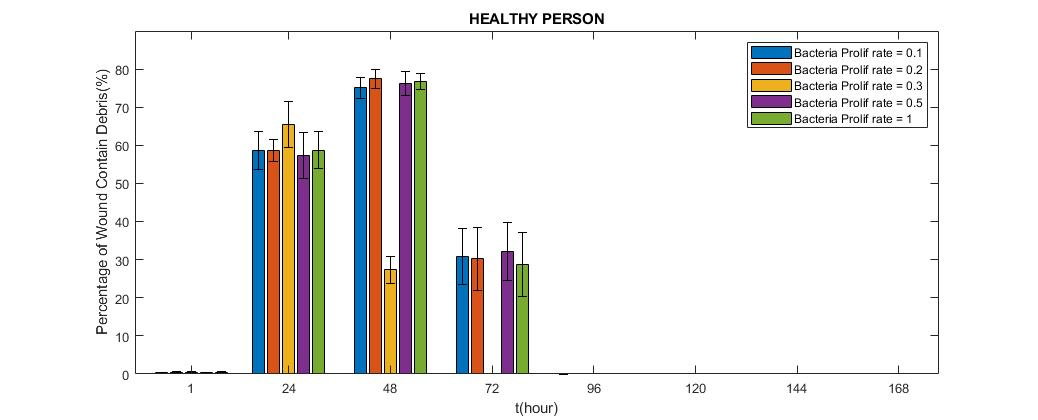 HEALTHY PERSON
Percentage of Wound Contain Debris(%)
80
70
60
50
40
30
20
10
0
Bacteria Prolif rate = 0.1
Bacteria Prolif rate = 0.2
Bacteria Prolif rate = 0.3
Bacteria Prolif rate = 0.5
Bacteria Prolif rate = 1
1 24 48 72 96 120 144 168
t(hour)